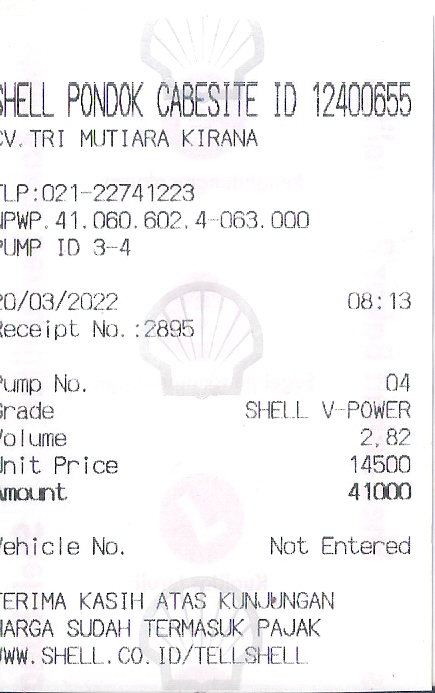 SHELL PONDOK CABESITE ID 12400655
CV.TRI MUTIARA KIRANA
TLP:021-22741223
NPWP.41.060.602.4-063.000
PUMP ID 3-4
20/03/2022 08:13
Receipt No.:2895
Pump No. 04
Grade SHELL V-POWER
Volume 2,82
Unit Price 14500
Amount 41000
Vehicle No. Not Entered
TERIMA KASIH ATAS KUNJUNGAN
HARGA SUDAH TERMASUK PAJAK
WWW.SHELL.CO.ID/TELLSHELL